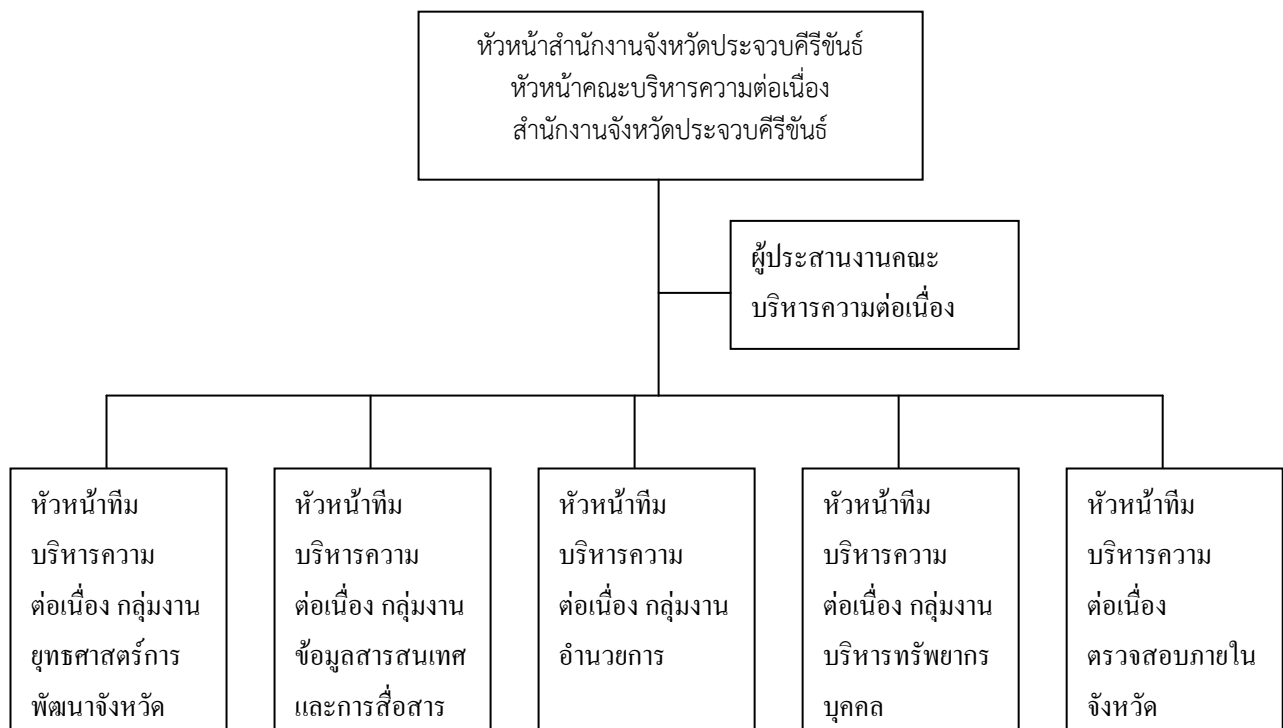 หัวหน้าสำนักงานจังหวัดประจวบคีรีขันธ์
หัวหน้าคณะบริหารความต่อเนื่อง
สำนักงานจังหวัดประจวบคีรีขันธ์
ผู้ประสานงานคณะ
บริหารความต่อเนื่อง
หัวหน้าทีม
บริหารความ
ต่อเนื่อง กลุ่มงาน
ยุทธศาสตร์การ
พัฒนาจังหวัด
หัวหน้าทีม
บริหารความ
ต่อเนื่อง กลุ่มงาน
ข้อมูลสารสนเทศ
และการสื่อสาร
หัวหน้าทีม
บริหารความ
ต่อเนื่อง กลุ่มงาน
อำนวยการ
หัวหน้าทีม
บริหารความ
ต่อเนื่อง กลุ่มงาน
บริหารทรัพยากร
บุคคล
หัวหน้าทีม
บริหารความ
ต่อเนื่อง
ตรวจสอบภายใน
จังหวัด